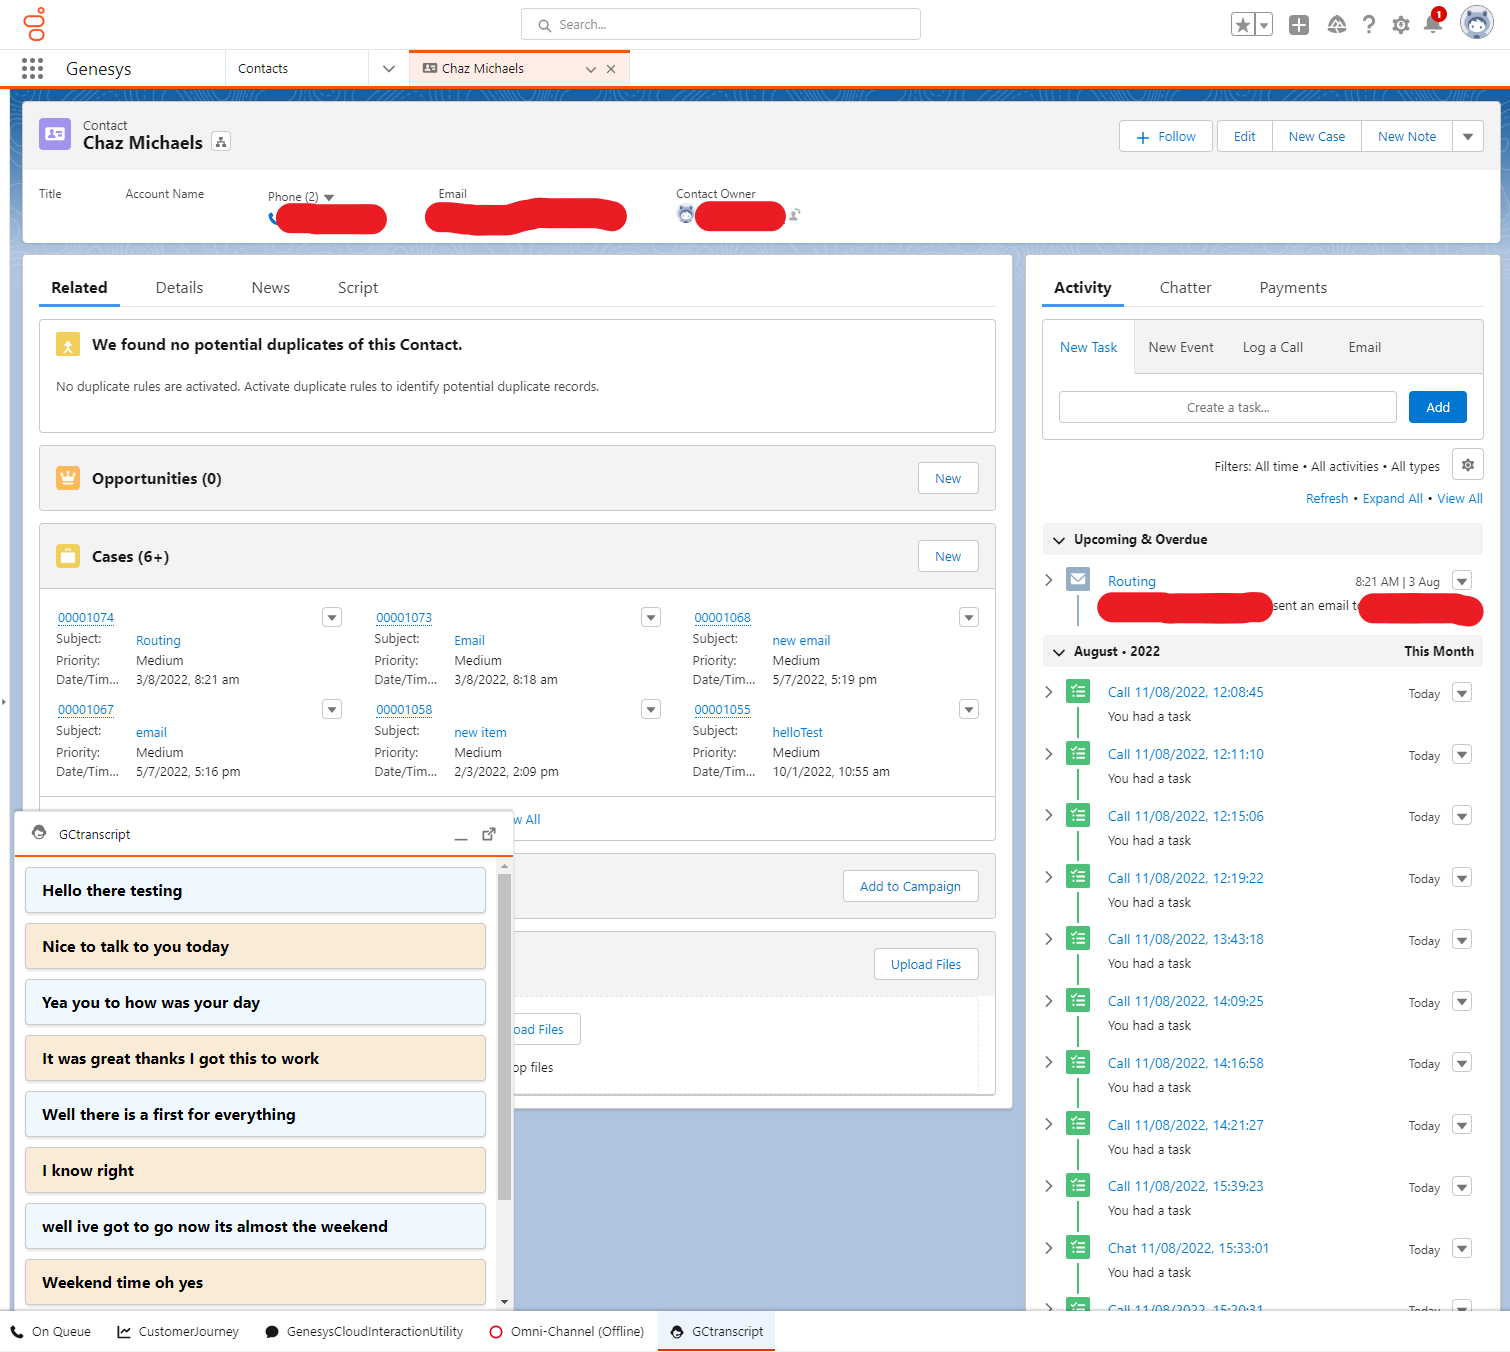 Search...
1
Genesys
Contacts
Chaz Michaels
Contact
Chaz Michaels
Follow
Edit
New Case
New Note
Title
Account Name
Phone (2)
Email
Contact Owner
Related
Details
News
Script
We found no potential duplicates of this Contact.
No duplicate rules are activated. Activate duplicate rules to identify potential duplicate records.
Opportunities (0)
New
Cases (6+)
New
00001074
Subject: Routing
Priority: Medium
Date/Tim... 3/8/2022, 8:21 am
00001073
Subject: Email
Priority: Medium
Date/Tim... 3/8/2022, 8:18 am
00001068
Subject: new email
Priority: Medium
Date/Tim... 5/7/2022, 5:19 pm
00001067
Subject: email
Priority: Medium
Date/Tim... 5/7/2022, 5:16 pm
00001058
Subject: new item
Priority: Medium
Date/Tim... 2/3/2022, 2:09 pm
00001055
Subject: helloTest
Priority: Medium
Date/Tim... 10/1/2022, 10:55 am
w All
Add to Campaign
Upload Files
oad Files
op files
GCtranscript
Hello there testing
Nice to talk to you today
Yea you to how was your day
It was great thanks I got this to work
Well there is a first for everything
I know right
well ive got to go now its almost the weekend
Weekend time oh yes
Activity
Chatter
Payments
New Task
New Event
Log a Call
Email
Create a task...
Add
Filters: All time • All activities • All types
Refresh • Expand All • View All
Upcoming & Overdue
Routing 8:21 AM | 3 Aug
sent an email to
August • 2022 This Month
Call 11/08/2022, 12:08:45 Today
You had a task
Call 11/08/2022, 12:11:10 Today
You had a task
Call 11/08/2022, 12:15:06 Today
You had a task
Call 11/08/2022, 12:19:22 Today
You had a task
Call 11/08/2022, 13:43:18 Today
You had a task
Call 11/08/2022, 14:09:25 Today
You had a task
Call 11/08/2022, 14:16:58 Today
You had a task
Call 11/08/2022, 14:21:27 Today
You had a task
Call 11/08/2022, 15:39:23 Today
You had a task
Chat 11/08/2022, 15:33:01 Today
You had a task
Call 11/08/2022, 15:20:31 Today
On Queue
CustomerJourney
GenesysCloudInteractionUtility
Omni-Channel (Offline)
GCtranscript